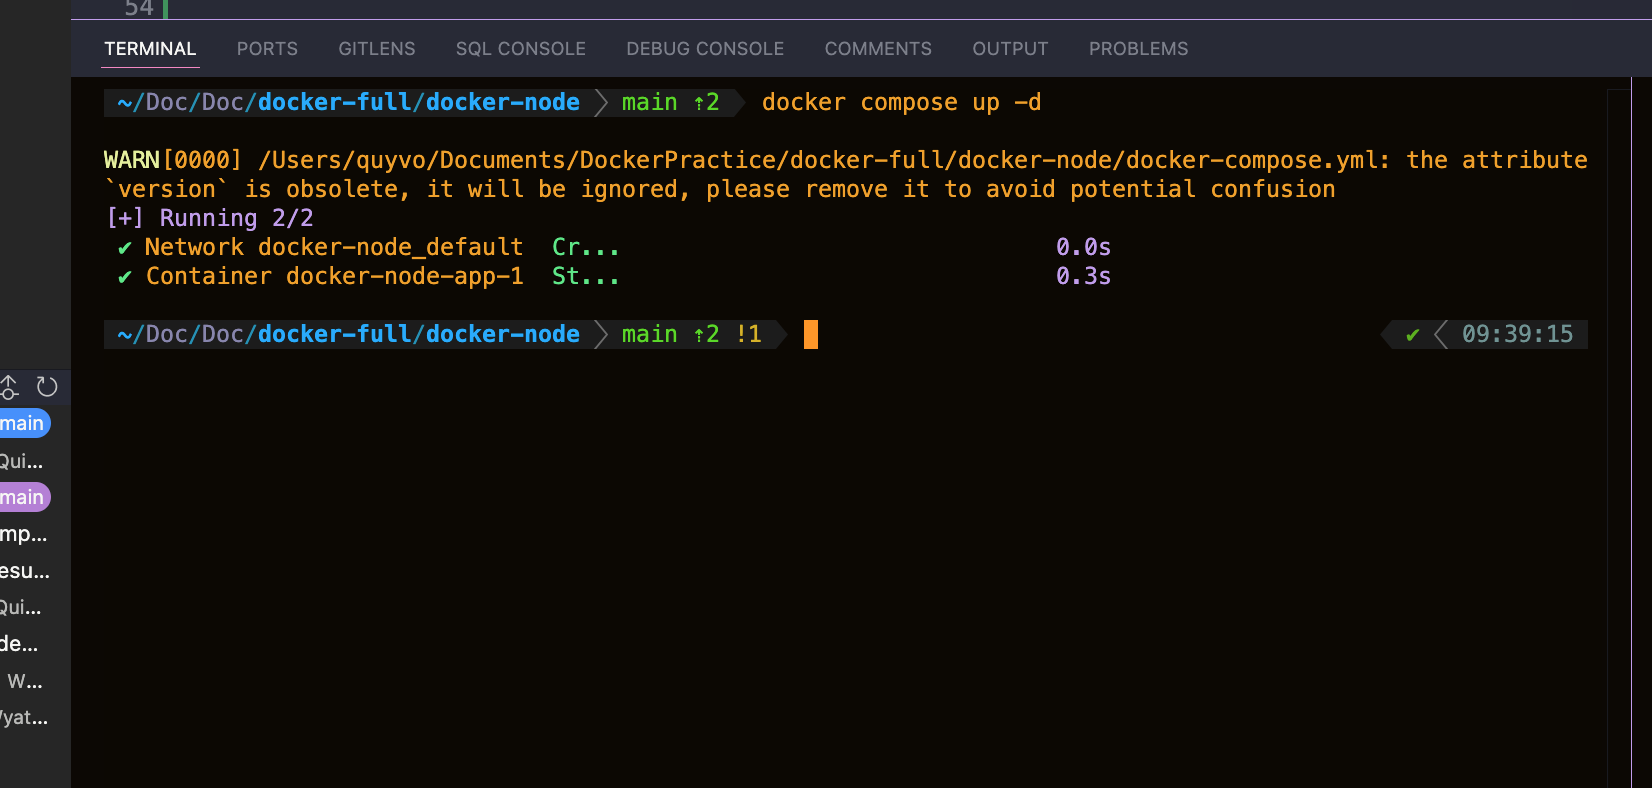 54
TERMINAL PORTS GITLENS SQL CONSOLE DEBUG CONSOLE COMMENTS OUTPUT PROBLEMS
~/Doc/Doc/docker-full/docker-node main ⇡2 docker compose up -d
WARN[0000] /Users/quyvo/Documents/DockerPractice/docker-full/docker-node/docker-compose.yml: the attribute
`version` is obsolete, it will be ignored, please remove it to avoid potential confusion
[+] Running 2/2
✔ Network docker-node_default Cr... 0.0s
✔ Container docker-node-app-1 St... 0.3s
~/Doc/Doc/docker-full/docker-node main ⇡2 !1 ✔ 09:39:15
main
Qui...
main
mp...
esu...
Qui...
de...
W...
yat...